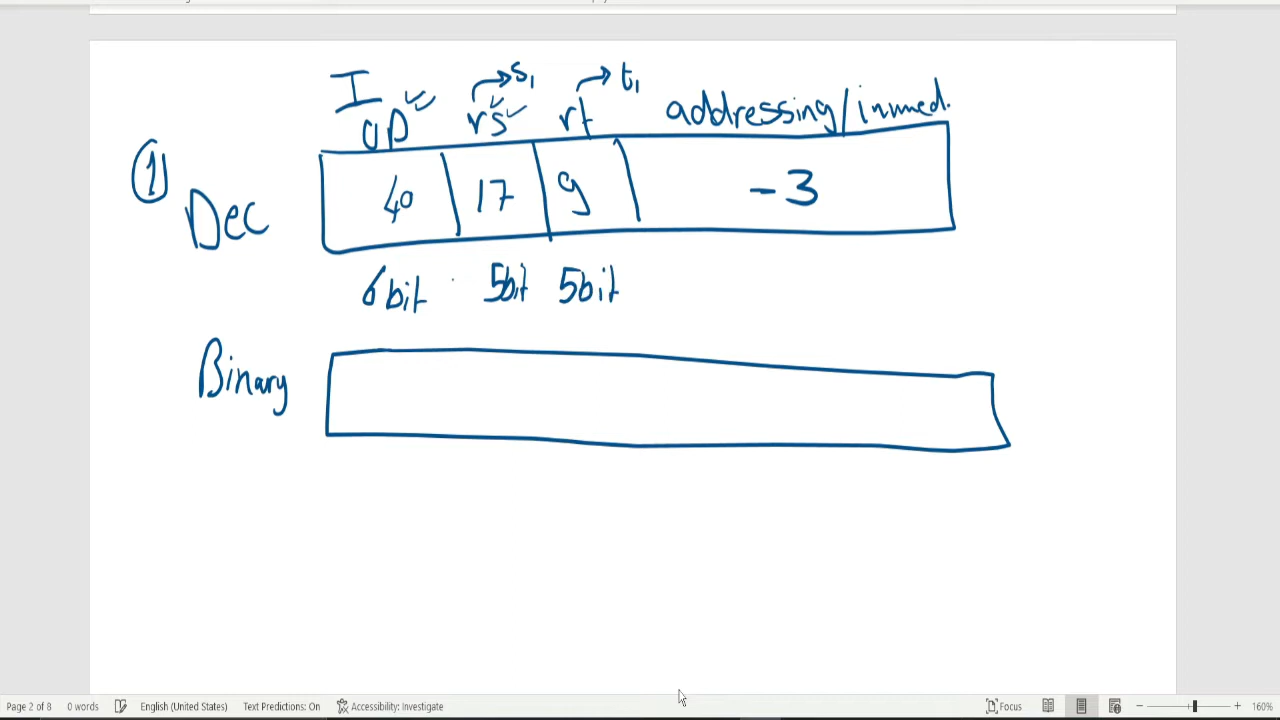 I s₁ t₁
op rs rt addressing/immed.
① Dec 40 17 9 -3
6bit 5bit 5bit
Binary
Page 2 of 8 0 words English (United States) Text Predictions: On Accessibility: Investigate Focus 160%